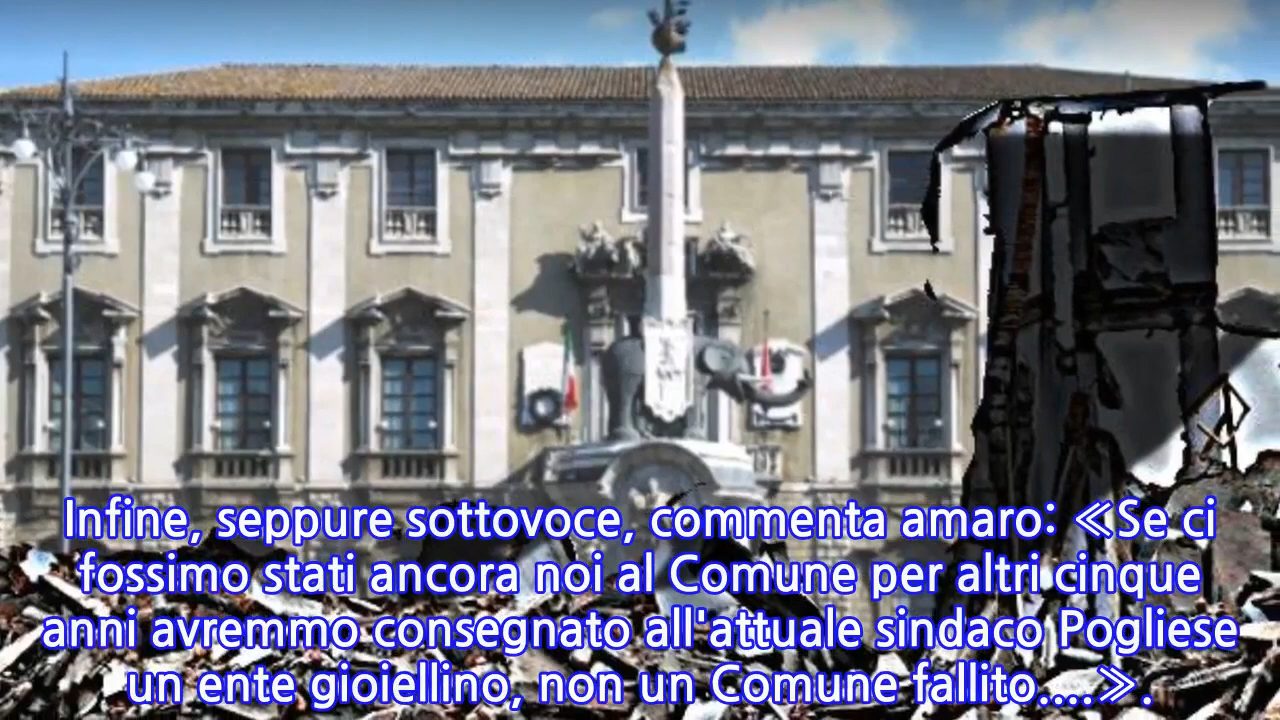 Infine, seppure sottovoce, commenta amaro: ≪Se ci
fossimo stati ancora noi al Comune per altri cinque
anni avremmo consegnato all'attuale sindaco Pogliese
un ente gioiellino, non un Comune fallito....≫.